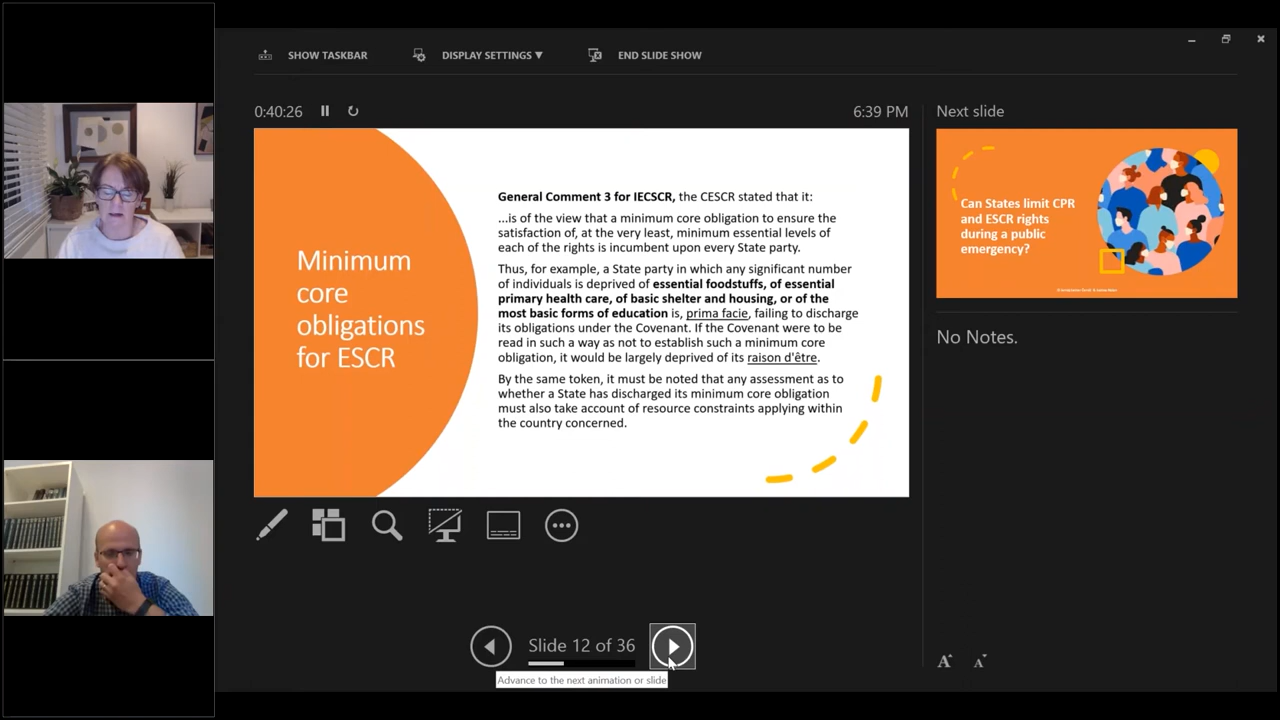 SHOW TASKBAR
DISPLAY SETTINGS ▼
END SLIDE SHOW
0:40:26
6:39 PM
Minimum
core
obligations
for ESCR
General Comment 3 for IECSCR, the CESCR stated that it:
...is of the view that a minimum core obligation to ensure the
satisfaction of, at the very least, minimum essential levels of
each of the rights is incumbent upon every State party.
Thus, for example, a State party in which any significant number
of individuals is deprived of essential foodstuffs, of essential
primary health care, of basic shelter and housing, or of the
most basic forms of education is, prima facie, failing to discharge
its obligations under the Covenant. If the Covenant were to be
read in such a way as not to establish such a minimum core
obligation, it would be largely deprived of its raison d'être.
By the same token, it must be noted that any assessment as to
whether a State has discharged its minimum core obligation
must also take account of resource constraints applying within
the country concerned.
Next slide
Can States limit CPR
and ESCR rights
during a public
emergency?
No Notes.
Slide 12 of 36
Advance to the next animation or slide
A A